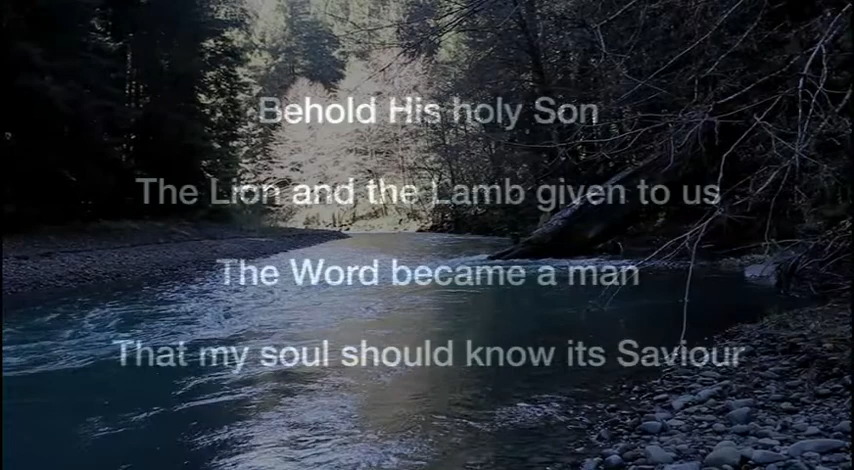 Behold His holy Son
The Lion and the Lamb given to us
The Word became a man
That my soul should know its Saviour